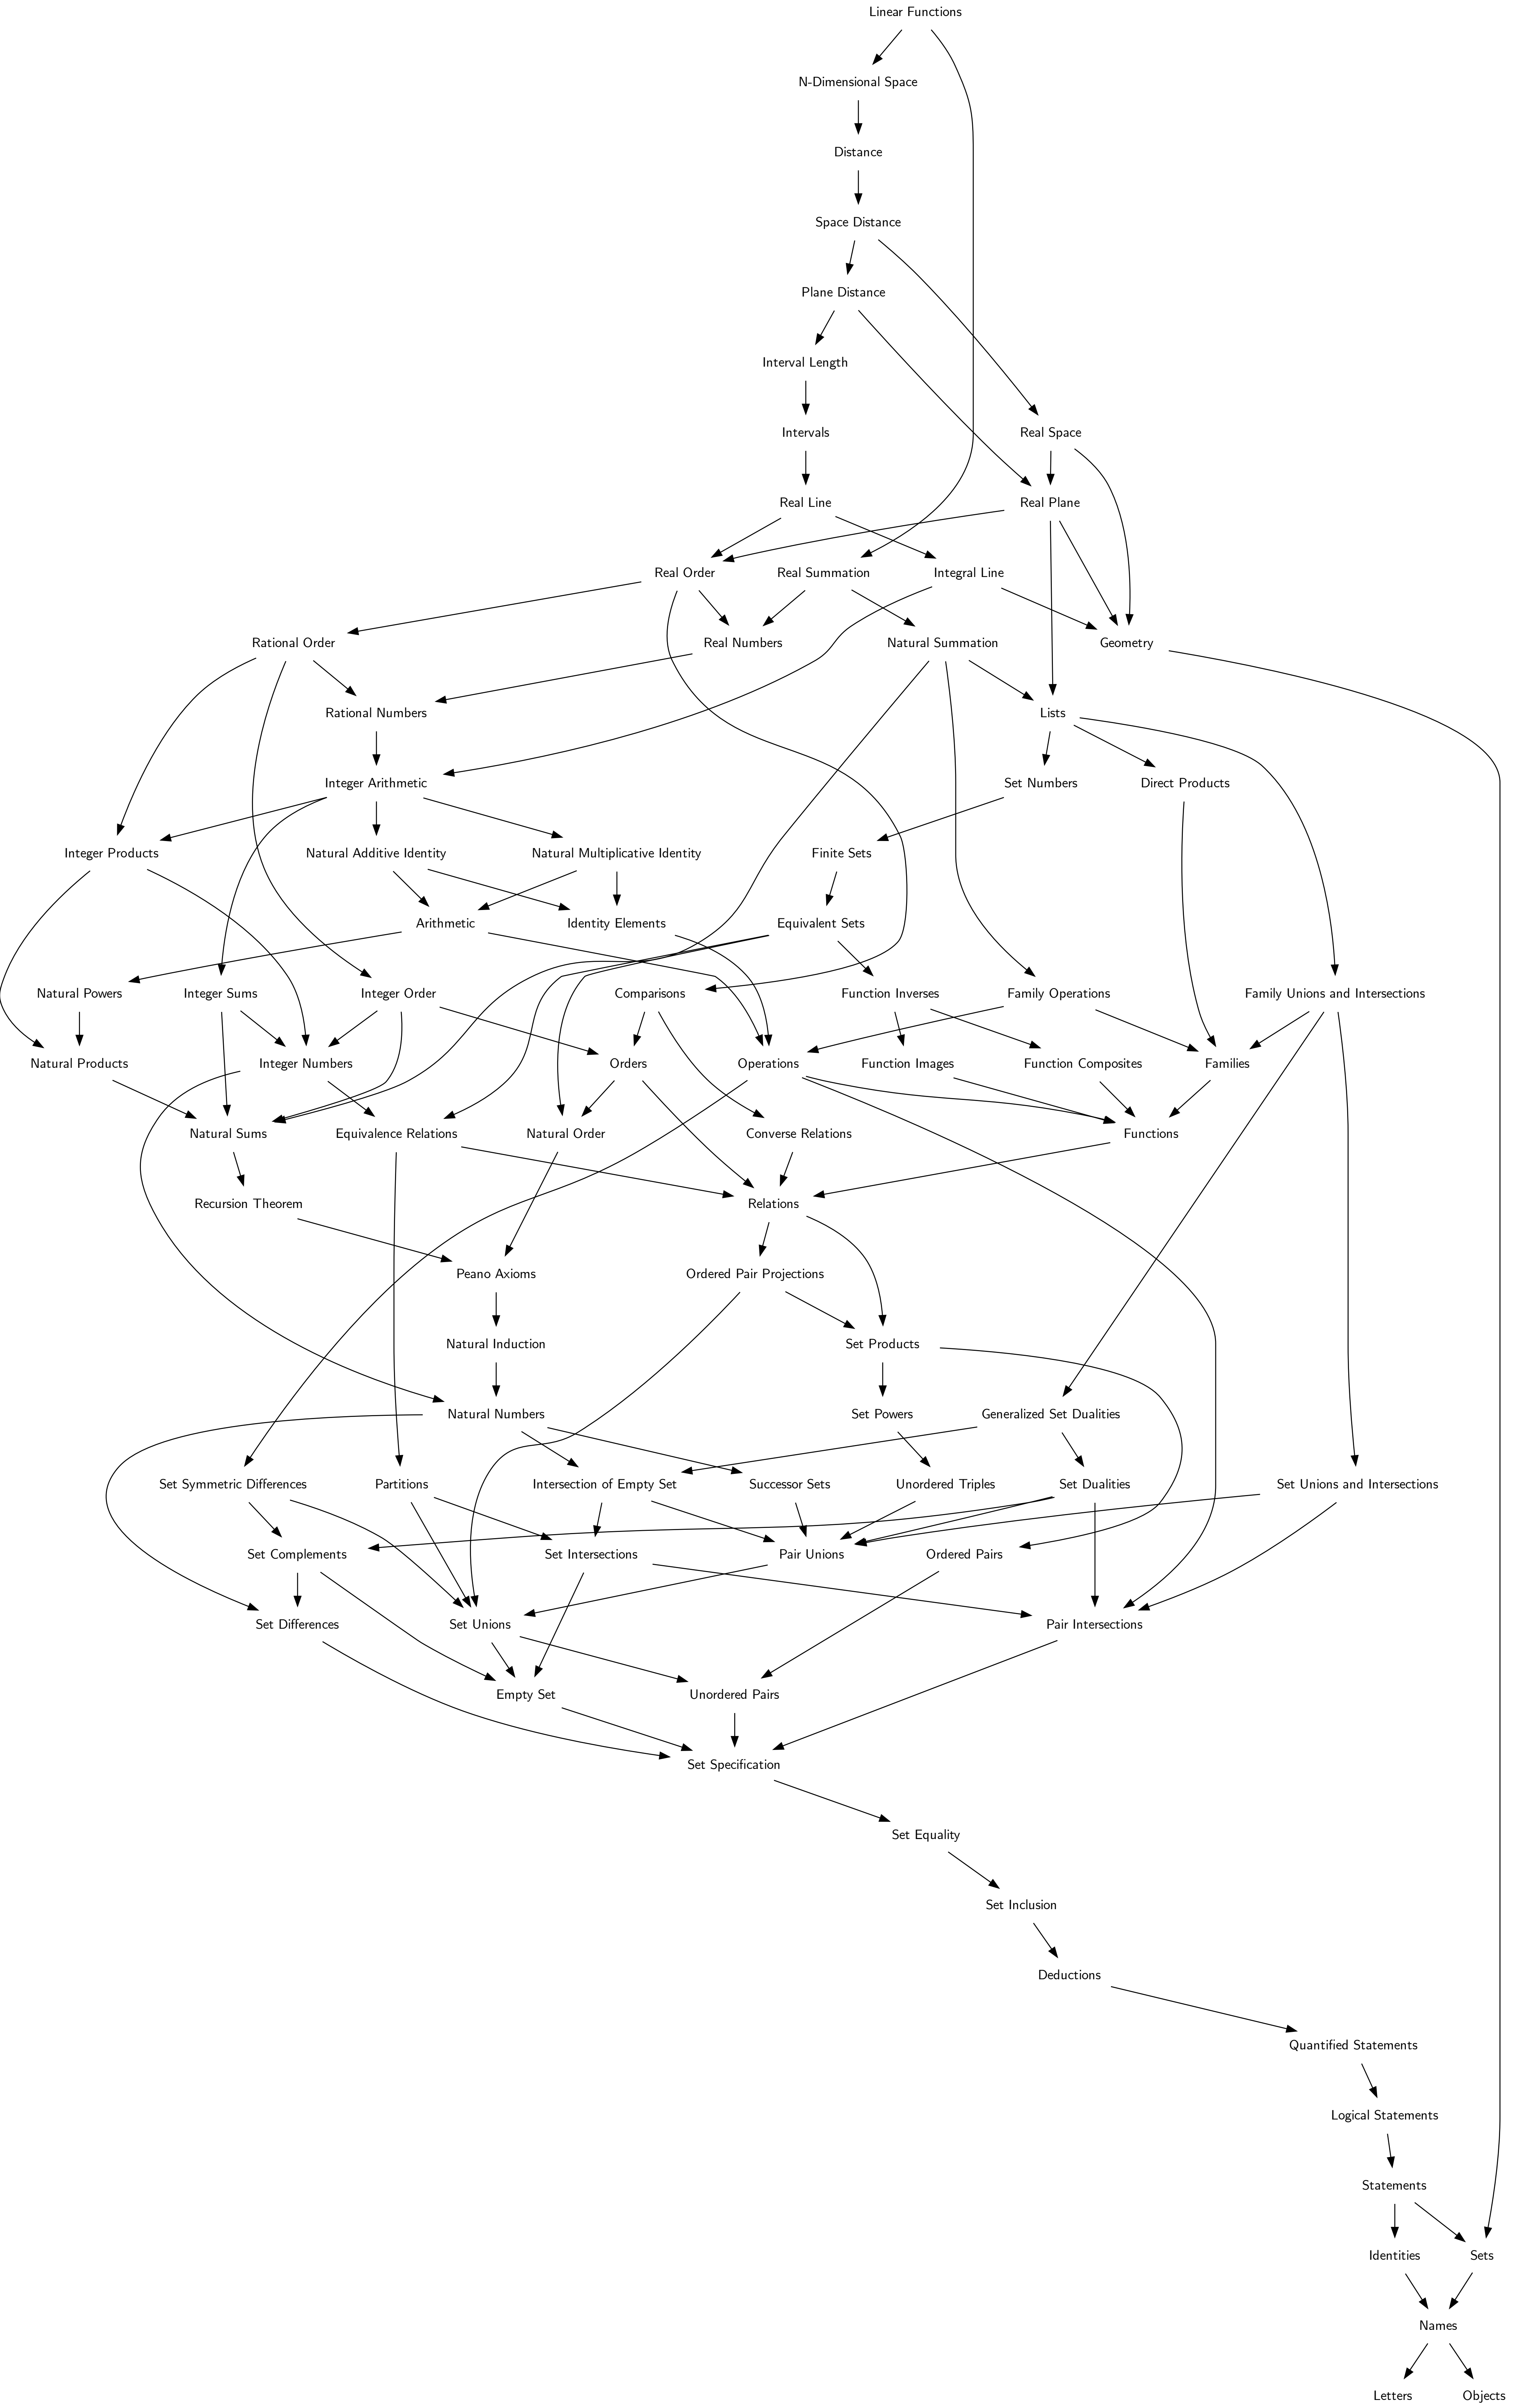 Linear Functions
N-Dimensional Space
Distance
Space Distance
Plane Distance
Interval Length
Intervals
Real Space
Real Line
Real Plane
Real Order
Real Summation
Integral Line
Rational Order
Real Numbers
Natural Summation
Geometry
Rational Numbers
Lists
Integer Arithmetic
Set Numbers
Direct Products
Integer Products
Natural Additive Identity
Natural Multiplicative Identity
Finite Sets
Arithmetic
Identity Elements
Equivalent Sets
Natural Powers
Integer Sums
Integer Order
Comparisons
Function Inverses
Family Operations
Family Unions and Intersections
Natural Products
Integer Numbers
Orders
Operations
Function Images
Function Composites
Families
Natural Sums
Equivalence Relations
Natural Order
Converse Relations
Functions
Recursion Theorem
Relations
Peano Axioms
Ordered Pair Projections
Natural Induction
Set Products
Natural Numbers
Set Powers
Generalized Set Dualities
Set Symmetric Differences
Partitions
Intersection of Empty Set
Successor Sets
Unordered Triples
Set Dualities
Set Unions and Intersections
Set Complements
Set Intersections
Pair Unions
Ordered Pairs
Set Differences
Set Unions
Pair Intersections
Empty Set
Unordered Pairs
Set Specification
Set Equality
Set Inclusion
Deductions
Quantified Statements
Logical Statements
Statements
Identities
Sets
Names
Letters
Objects